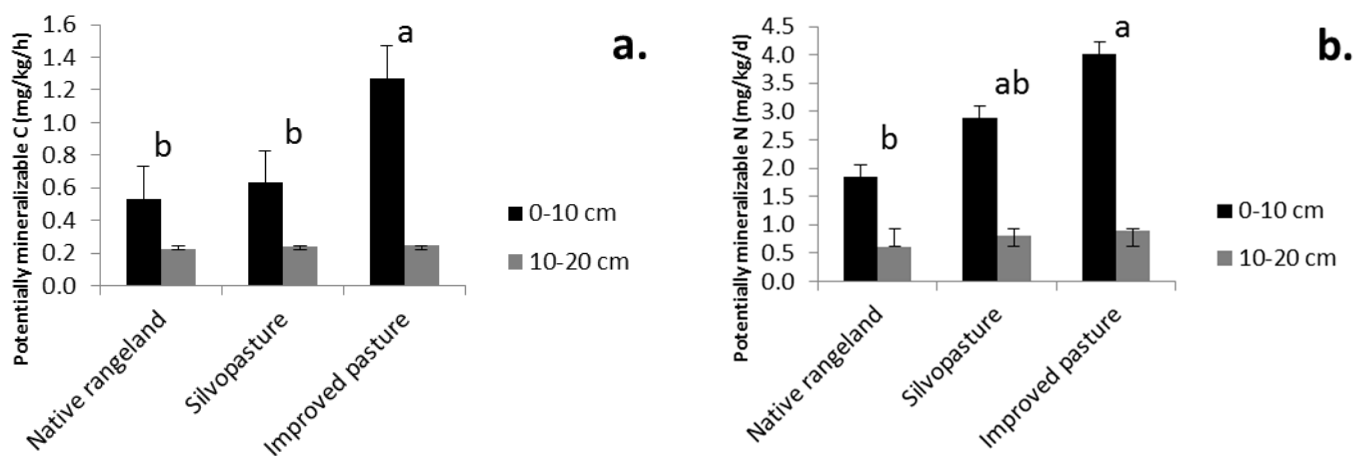 a.
Potentially mineralizable C (mg/kg/h)
1.6
1.4
1.2
1.0
0.8
0.6
0.4
0.2
0.0
b
b
a
0-10 cm
10-20 cm
Native rangeland
Silvopasture
Improved pasture
b.
Potentially mineralizable N (mg/kg/d)
4.5
4.0
3.5
3.0
2.5
2.0
1.5
1.0
0.5
0.0
b
ab
a
0-10 cm
10-20 cm
Native rangeland
Silvopasture
Improved pasture